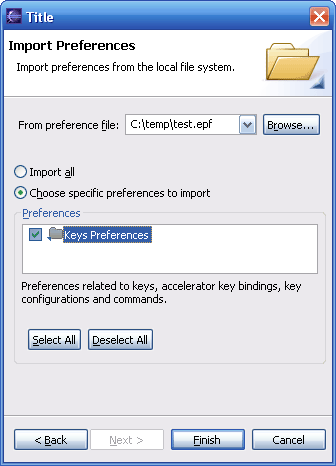 Title
Import Preferences
Import preferences from the local file system.
From preference file: C:\temp\test.epf Browse...
Import all
Choose specific preferences to import
Preferences
Keys Preferences
Preferences related to keys, accelerator key bindings, key
configurations and commands.
Select All Deselect All
< Back Next > Finish Cancel